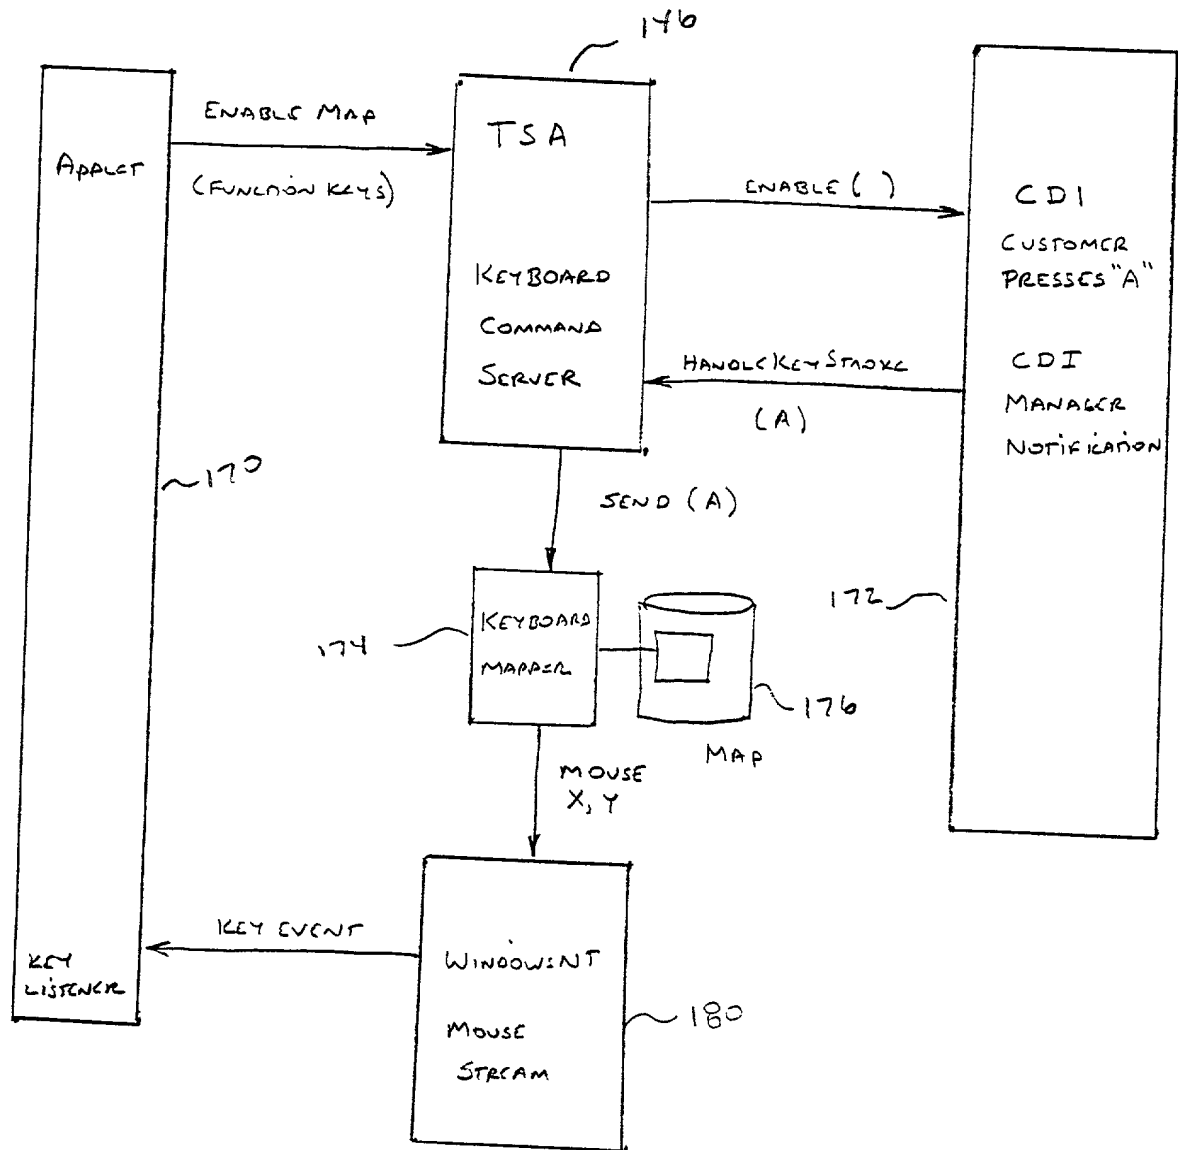 146
ENABLE MAP
(FUNCTION KEYS)
APPLET
TSA
KEYBOARD
COMMAND
SERVER
ENABLE ( )
CDI
CUSTOMER
PRESSES "A"
CDI
MANAGER
NOTIFICATION
HANDLEKEYSTROKE
(A)
170
SEND (A)
172
174
KEYBOARD
MAPPER
176
MAP
MOUSE
X, Y
KEY EVENT
KEY
LISTENER
WINDOWSNT
MOUSE
STREAM
180